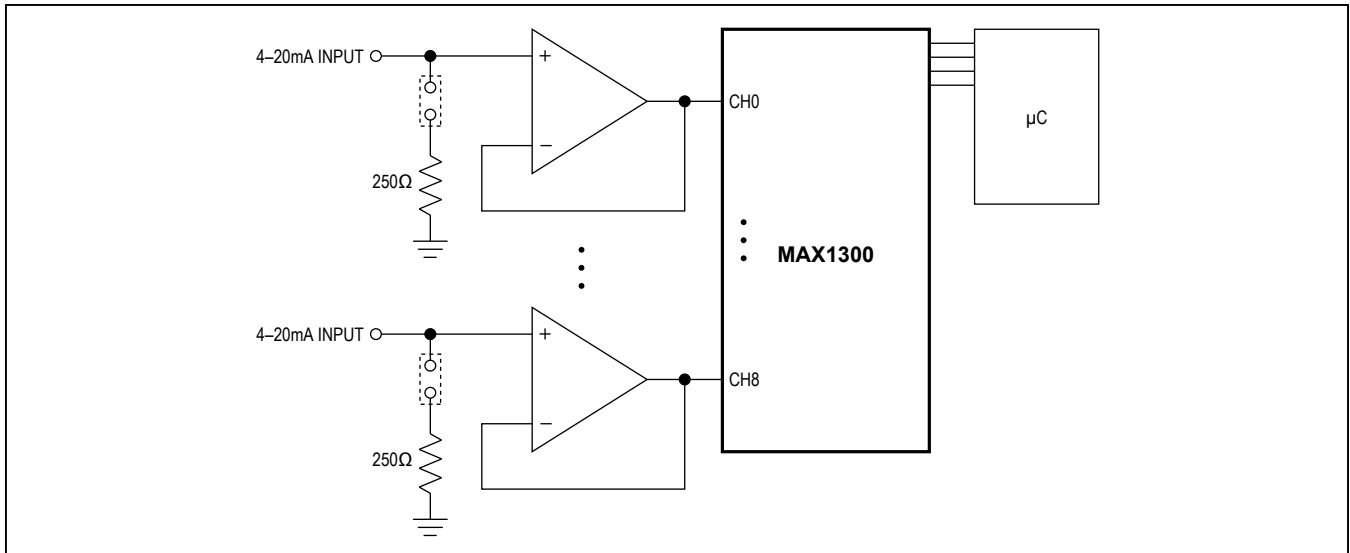 4–20mA INPUT
+
−
250Ω
CH0
MAX1300
µC
4–20mA INPUT
+
−
250Ω
CH8